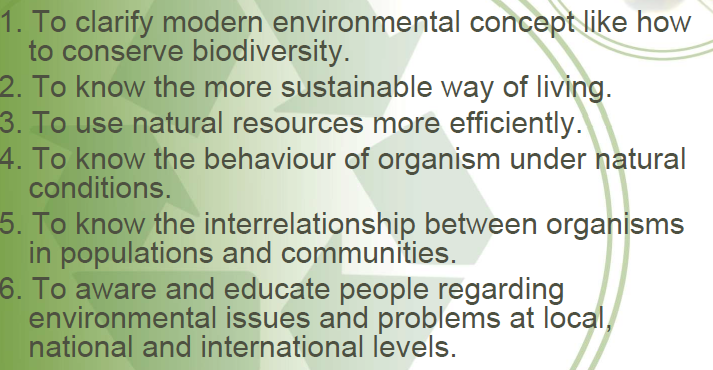 1. To clarify modern environmental concept like how
to conserve biodiversity.
2. To know the more sustainable way of living.
3. To use natural resources more efficiently.
4. To know the behaviour of organism under natural
conditions.
5. To know the interrelationship between organisms
in populations and communities.
6. To aware and educate people regarding
environmental issues and problems at local,
national and international levels.